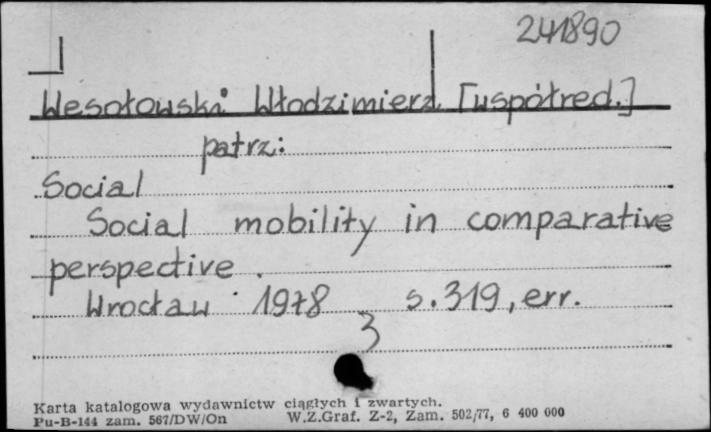 241890
Wesołowski Włodzimierz [współred.]
patrz:
Social
Social mobility in comparative
perspective.
Wrocław 1978 s. 319, err.
3
Karta katalogowa wydawnictw ciągłych i zwartych.
Pu-B-144 zam. 567/DW/On W.Z.Graf. Z-2, Zam. 502/77, 6 400 000